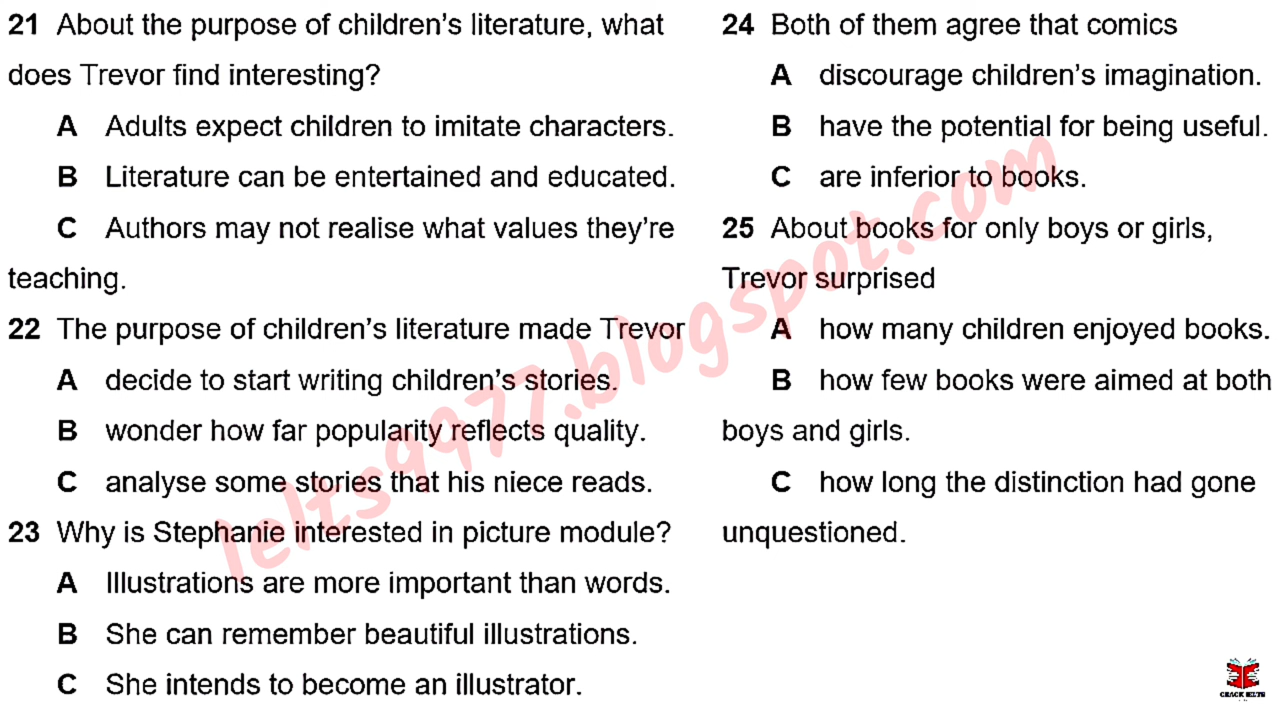 21 About the purpose of children's literature, what
does Trevor find interesting?
A Adults expect children to imitate characters.
B Literature can be entertained and educated.
C Authors may not realise what values they're
teaching.
22 The purpose of children's literature made Trevor
A decide to start writing children's stories.
B wonder how far popularity reflects quality.
C analyse some stories that his niece reads.
23 Why is Stephanie interested in picture module?
A Illustrations are more important than words.
B She can remember beautiful illustrations.
C She intends to become an illustrator.
24 Both of them agree that comics
A discourage children's imagination.
B have the potential for being useful.
C are inferior to books.
25 About books for only boys or girls,
Trevor surprised
A how many children enjoyed books.
B how few books were aimed at both
boys and girls.
C how long the distinction had gone
unquestioned.
Ielts9977.blogspot.com
CRACK IELTS